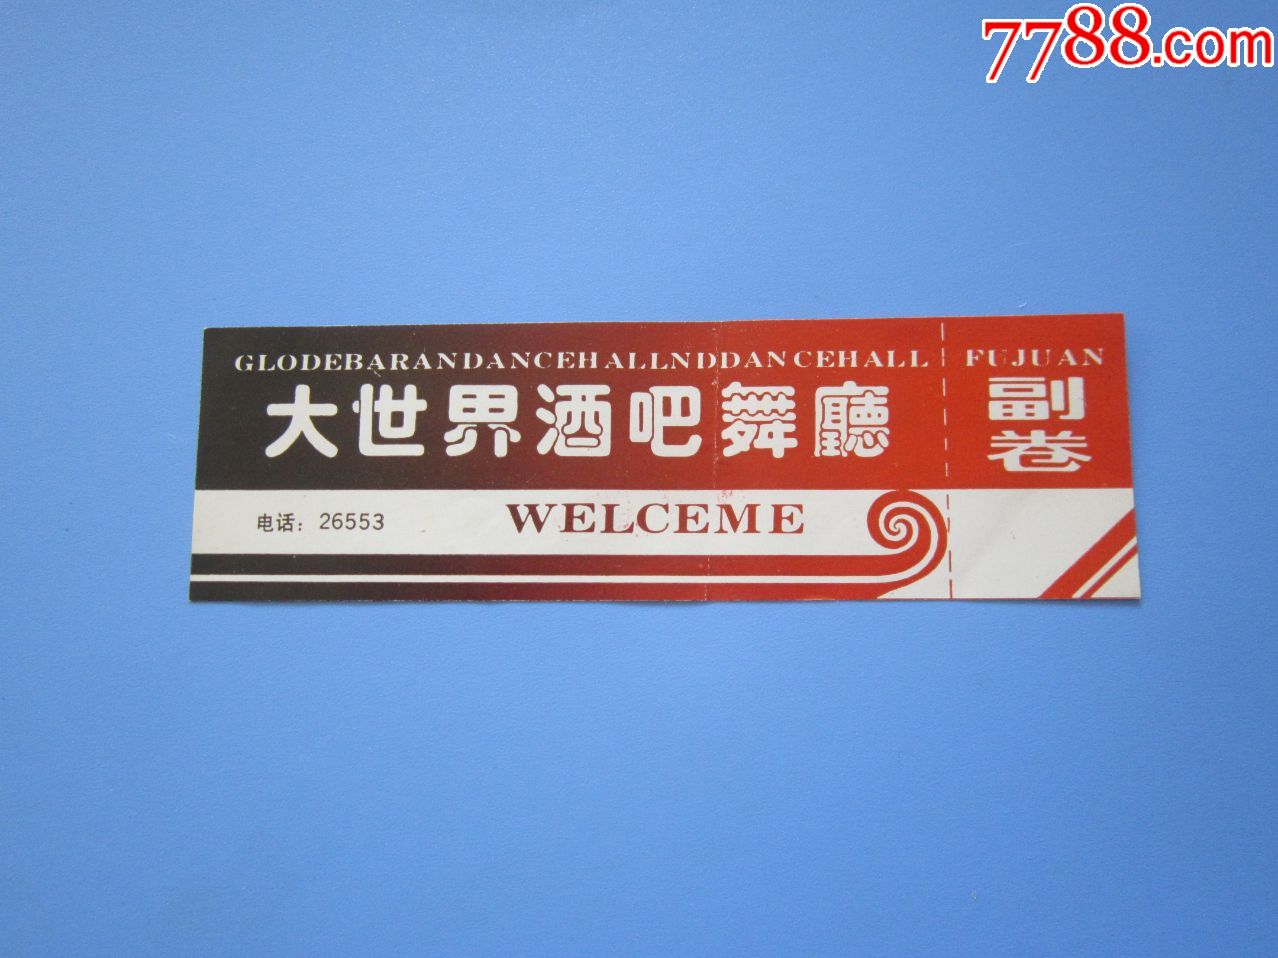 7788.com
GLODEBARANDANCEHALLNDDANCEHALL
大世界酒吧舞廳
电话：26553
WELCEME
FUJUAN
副
卷